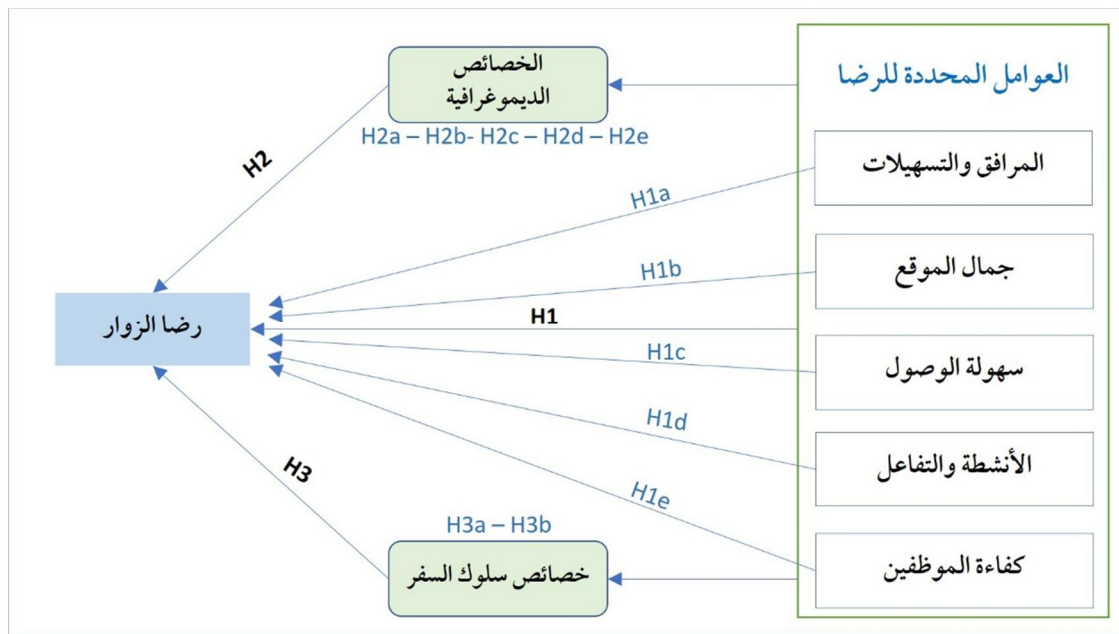 العوامل المحددة للرضا
المرافق والتسهيلات
جمال الموقع
سهولة الوصول
الأنشطة والتفاعل
كفاءة الموظفين
الخصائص
الديموغرافية
H2a – H2b- H2c – H2d – H2e
H2
H1a
H1b
H1
H1c
H1d
H1e
H3
H3a – H3b
خصائص سلوك السفر
رضا الزوار